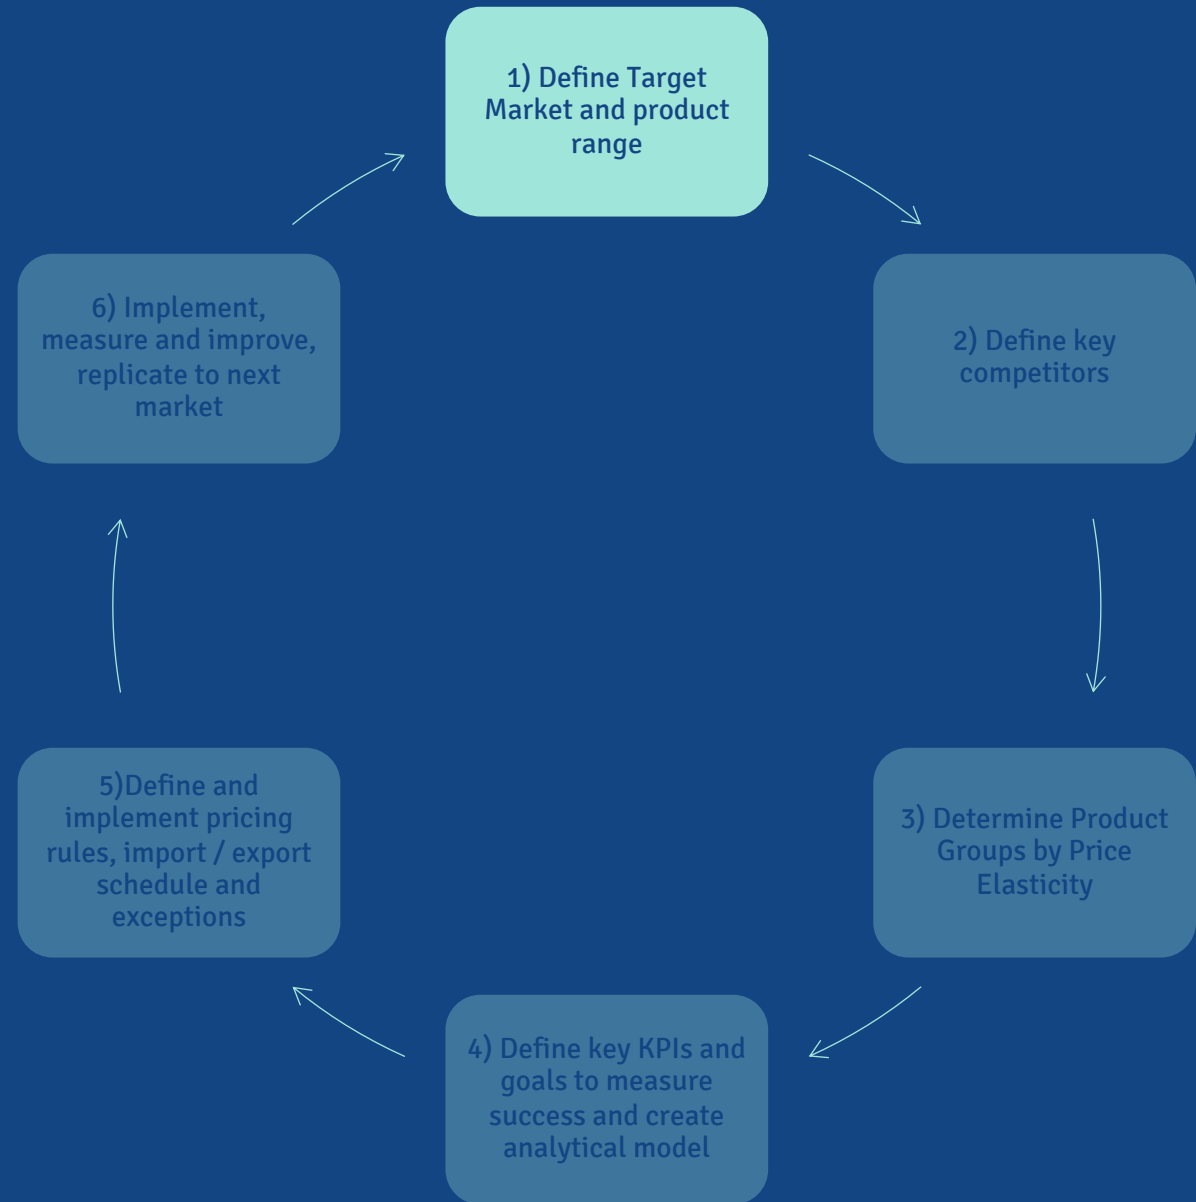 1) Define Target
Market and product
range
2) Define key
competitors
3) Determine Product
Groups by Price
Elasticity
4) Define key KPIs and
goals to measure
success and create
analytical model
5)Define and
implement pricing
rules, import / export
schedule and
exceptions
6) Implement,
measure and improve,
replicate to next
market